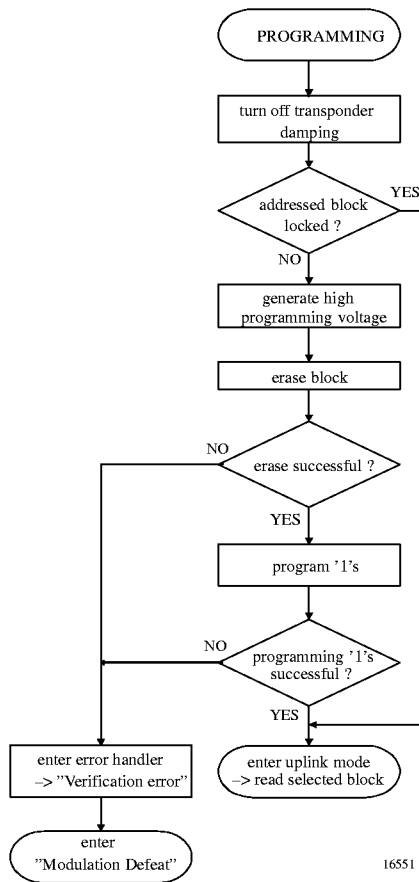 PROGRAMMING
turn off transponder
damping
YES
addressed block
locked ?
NO
generate high
programming voltage
erase block
NO
erase successful ?
YES
program '1's
NO
programming '1's
successful ?
YES
enter error handler
–> "Verification error"
enter uplink mode
–> read selected block
enter
"Modulation Defeat"
16551